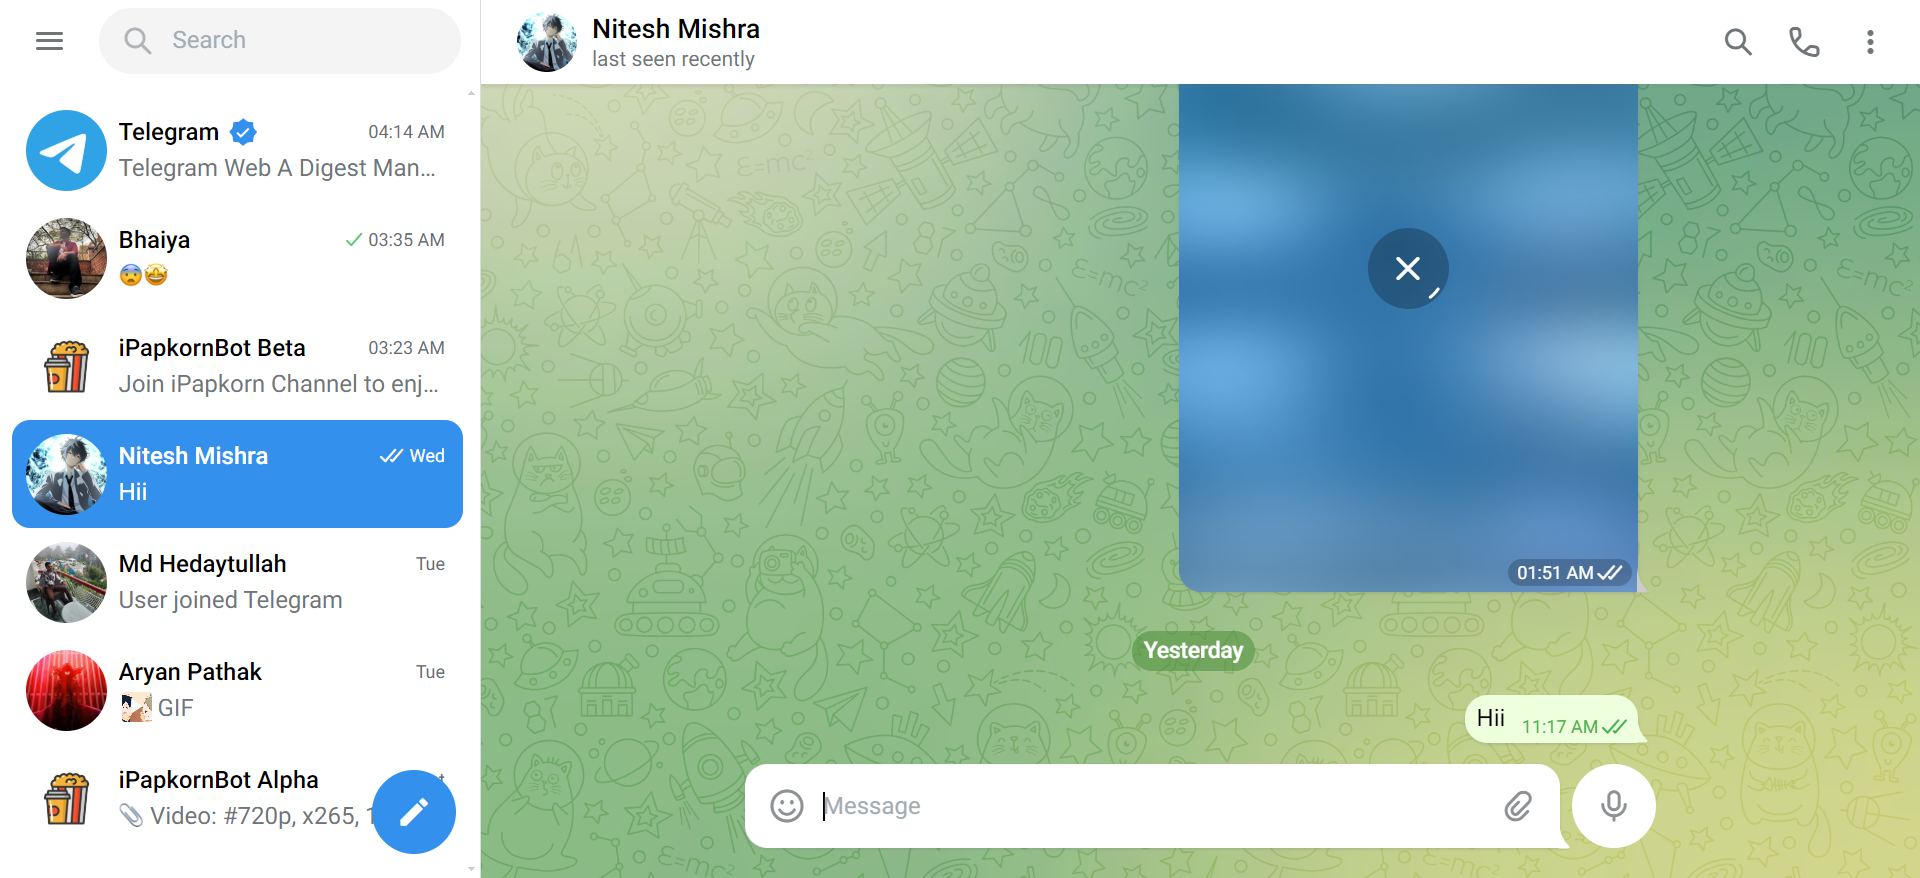 Search
Telegram 04:14 AM
Telegram Web A Digest Man...
Bhaiya 03:35 AM
😨🤩
iPapkornBot Beta 03:23 AM
Join iPapkorn Channel to enj...
Nitesh Mishra Wed
Hii
Md Hedaytullah Tue
User joined Telegram
Aryan Pathak Tue
GIF
iPapkornBot Alpha
📎 Video: #720p, x265,
Nitesh Mishra
last seen recently
01:51 AM
Yesterday
Hii 11:17 AM
Message